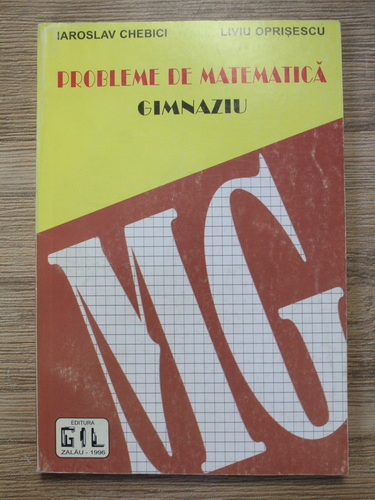 IAROSLAV CHEBICI LIVIU OPRIȘESCU
PROBLEME DE MATEMATICĂ
GIMNAZIU
MG
EDITURA
GIL
ZALĂU - 1996